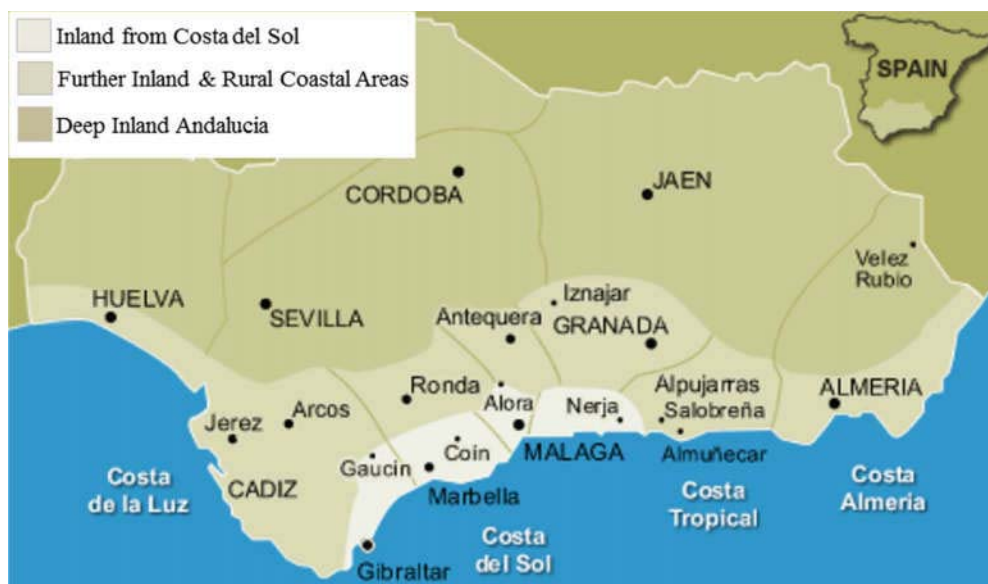 Inland from Costa del Sol
Further Inland & Rural Coastal Areas
Deep Inland Andalucia
SPAIN
CORDOBA
JAEN
Velez
Rubio
HUELVA
SEVILLA
Iznajar
Antequera
GRANADA
Ronda
Alpujarras
ALMERIA
Jerez
Arcos
Alora
Nerja
Salobreña
Gaucin
Coin
MALAGA
Almuñecar
Costa
de la Luz
CADIZ
Marbella
Costa
Tropical
Costa
Almeria
Costa
del Sol
Gibraltar